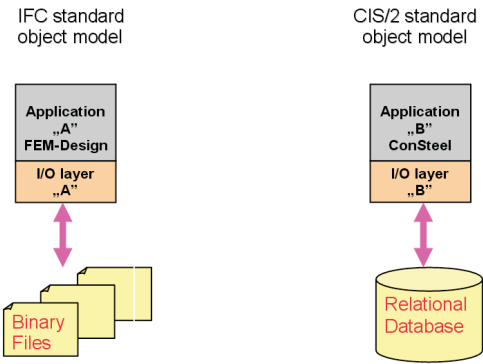 IFC standard
object model
CIS/2 standard
object model
Application
„A”
FEM-Design
I/O layer
„A”
Application
„B”
ConSteel
I/O layer
„B”
Binary
Files
Relational
Database